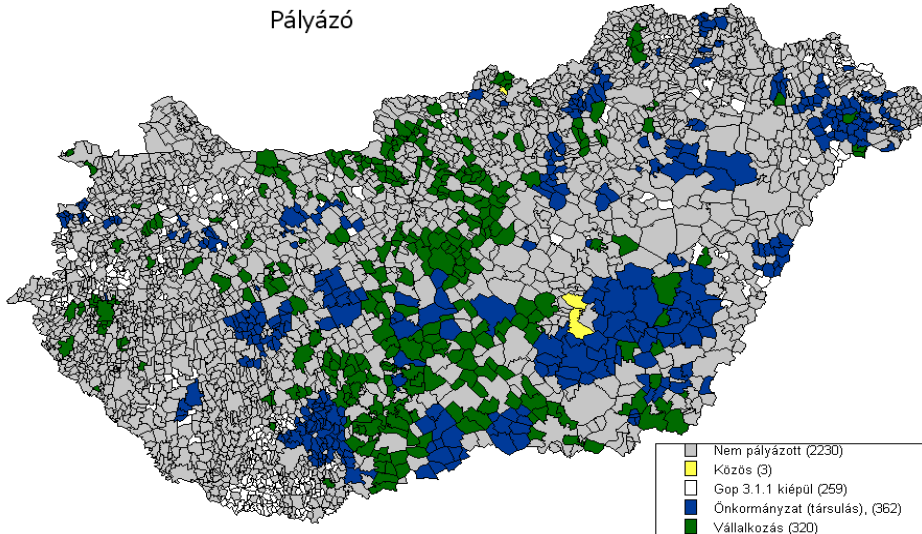 Pályázó
Nem pályázott (2230)
Közös (3)
Gop 3.1.1 kiépül (259)
Önkormányzat (társulás), (362)
Vállalkozás (320)